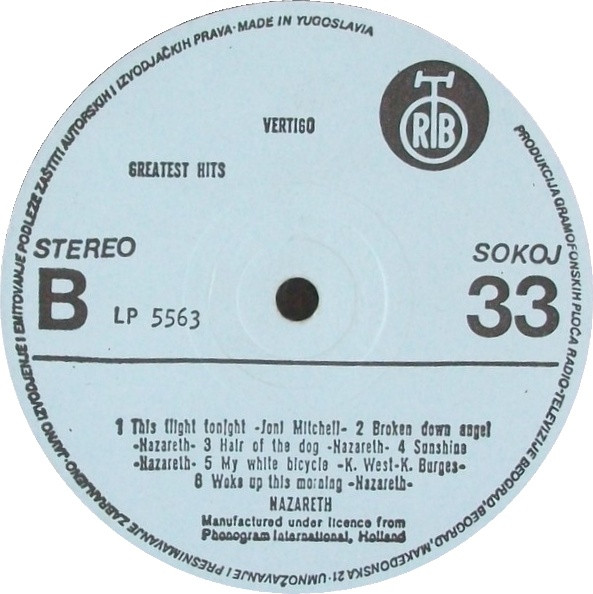 PRODUKCIJA GRAMOFONSKIH PLOČA RADIO-TELEVIZIJE BEOGRAD, BEOGRAD, MAKEDONSKA 21·UMNOŽAVANJE I PRESNIMAVANJE ZABRANJENO·JAVNO IZVODJENJE I EMITOVANJE PODLEŽE ZAŠTITI AUTORSKIH I IZVODJAČKIH PRAVA·MADE IN YUGOSLAVIA
RTB
VERTIGO
GREATEST HITS
STEREO
SOKOJ
B
LP 5563
33
1 This flight tonight -Joni Mitchell- 2 Broken down angel
-Nazareth- 3 Hair of the dog -Nazareth- 4 Sunshine
-Nazareth- 5 My white bicycle -K. West-K. Burges-
6 Woke up this morning -Nazareth-
NAZARETH
Manufactured under licence from
Phonogram International, Holland